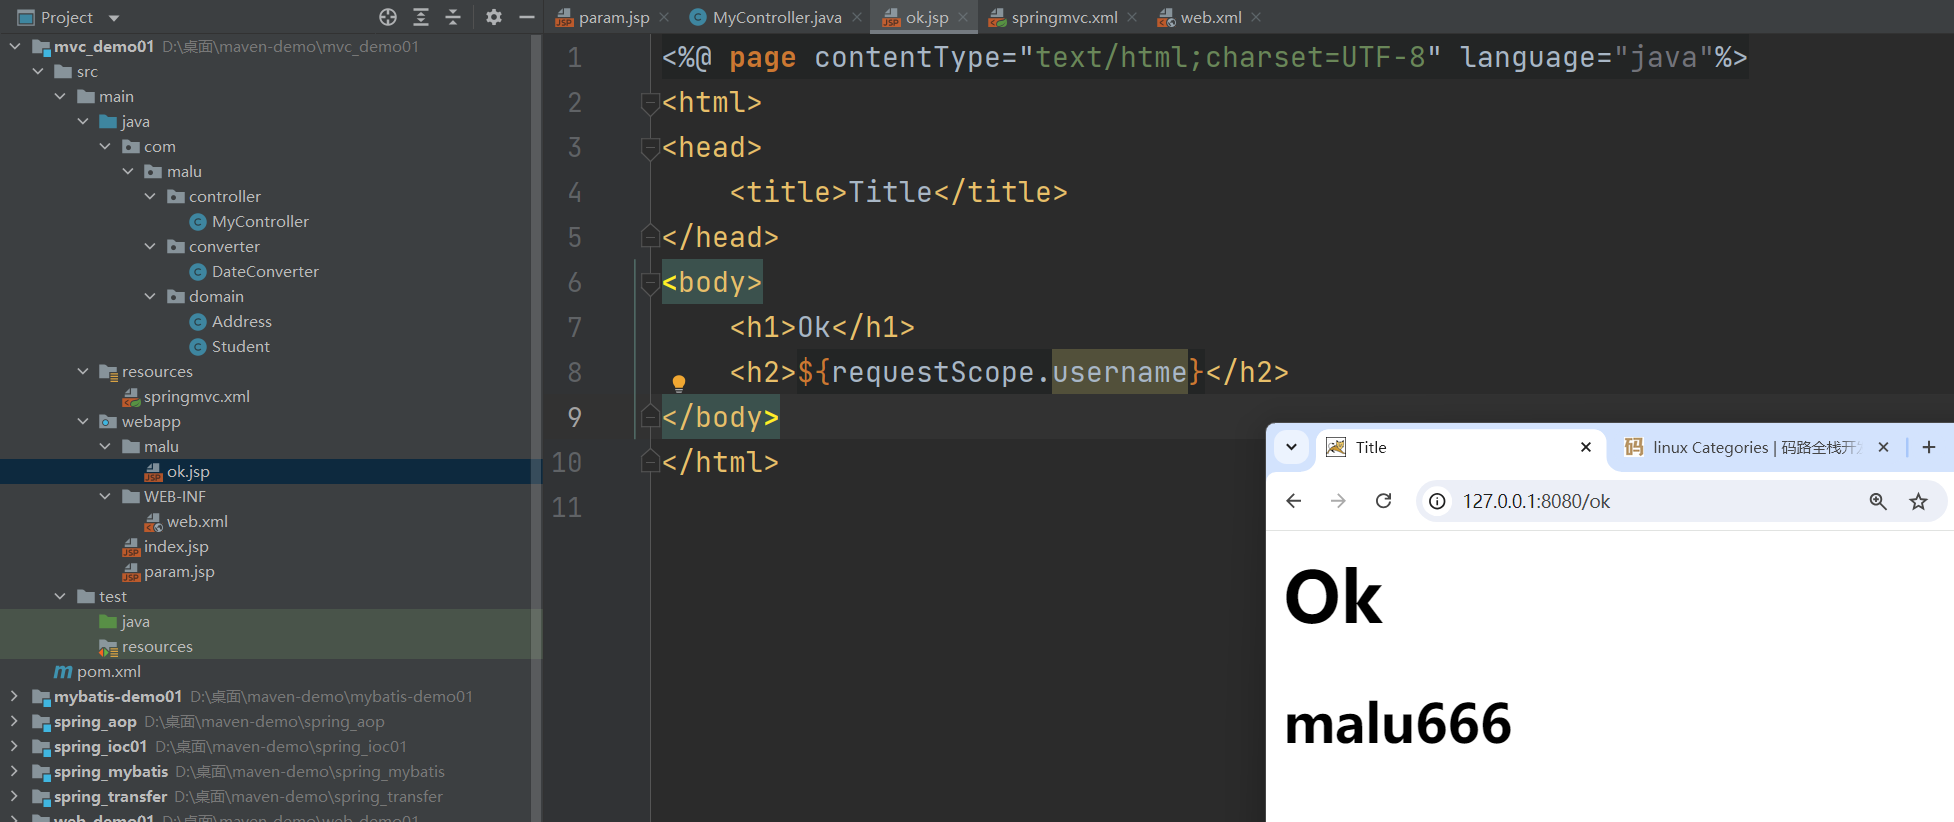 Project
mvc_demo01 D:\桌面\maven-demo\mvc_demo01
src
main
java
com
malu
controller
MyController
converter
DateConverter
domain
Address
Student
resources
springmvc.xml
webapp
malu
ok.jsp
WEB-INF
web.xml
index.jsp
param.jsp
test
java
resources
pom.xml
mybatis-demo01 D:\桌面\maven-demo\mybatis-demo01
spring_aop D:\桌面\maven-demo\spring_aop
spring_ioc01 D:\桌面\maven-demo\spring_ioc01
spring_mybatis D:\桌面\maven-demo\spring_mybatis
spring_transfer D:\桌面\maven-demo\spring_transfer
web_demo01 D:\桌面\maven-demo\web_demo01
param.jsp MyController.java ok.jsp springmvc.xml web.xml
1 <%@ page contentType="text/html;charset=UTF-8" language="java"%>
2 <html>
3 <head>
4 <title>Title</title>
5 </head>
6 <body>
7 <h1>Ok</h1>
8 <h2>${requestScope.username}</h2>
9 </body>
10 </html>
11
Title 码 linux Categories | 码路全栈开
127.0.0.1:8080/ok
Ok
malu666